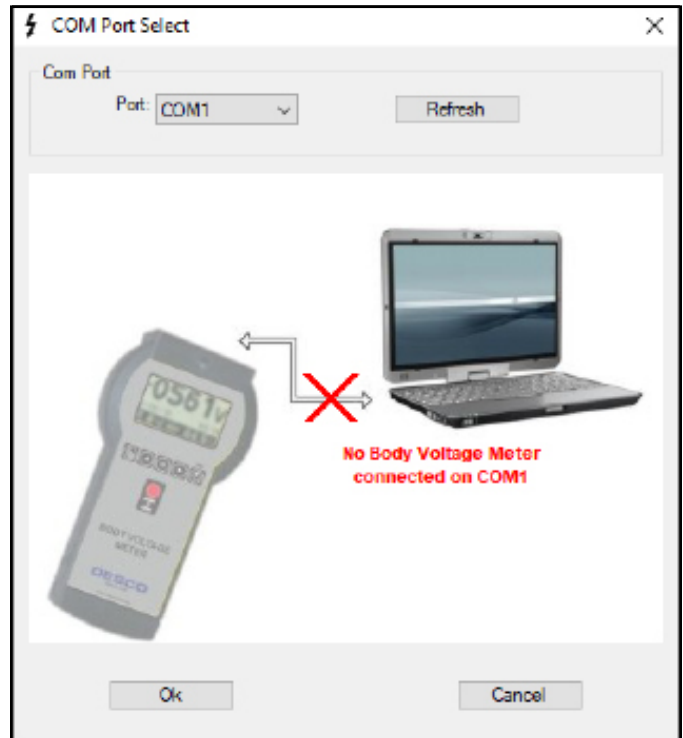 COM Port Select
Com Port
Port: COM1
Refresh
0561v
BODY VOLTAGE
METER
DESCO
No Body Voltage Meter
connected on COM1
Ok
Cancel